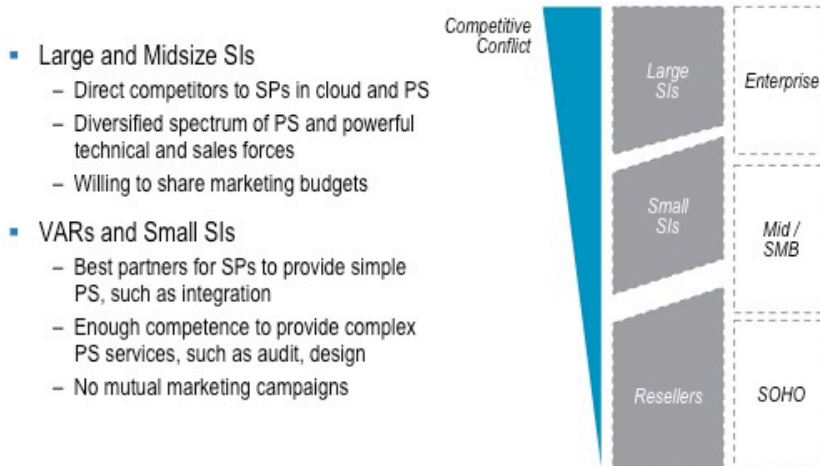 ▪ Large and Midsize SIs
– Direct competitors to SPs in cloud and PS
– Diversified spectrum of PS and powerful
technical and sales forces
– Willing to share marketing budgets
▪ VARs and Small SIs
– Best partners for SPs to provide simple
PS, such as integration
– Enough competence to provide complex
PS services, such as audit, design
– No mutual marketing campaigns
Competitive
Conflict
Large
SIs
Enterprise
Small
SIs
Mid /
SMB
Resellers
SOHO